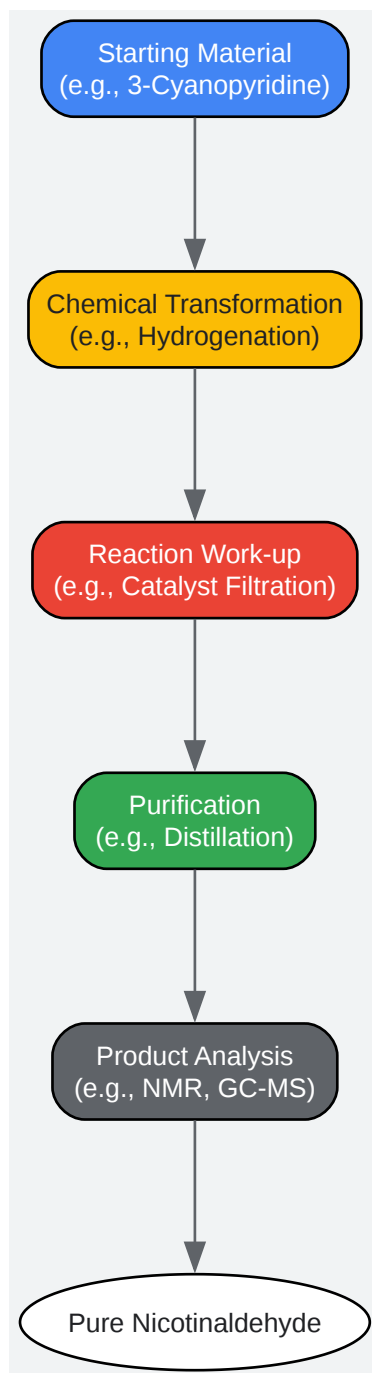 Starting Material
(e.g., 3-Cyanopyridine)
Chemical Transformation
(e.g., Hydrogenation)
Reaction Work-up
(e.g., Catalyst Filtration)
Purification
(e.g., Distillation)
Product Analysis
(e.g., NMR, GC-MS)
Pure Nicotinaldehyde